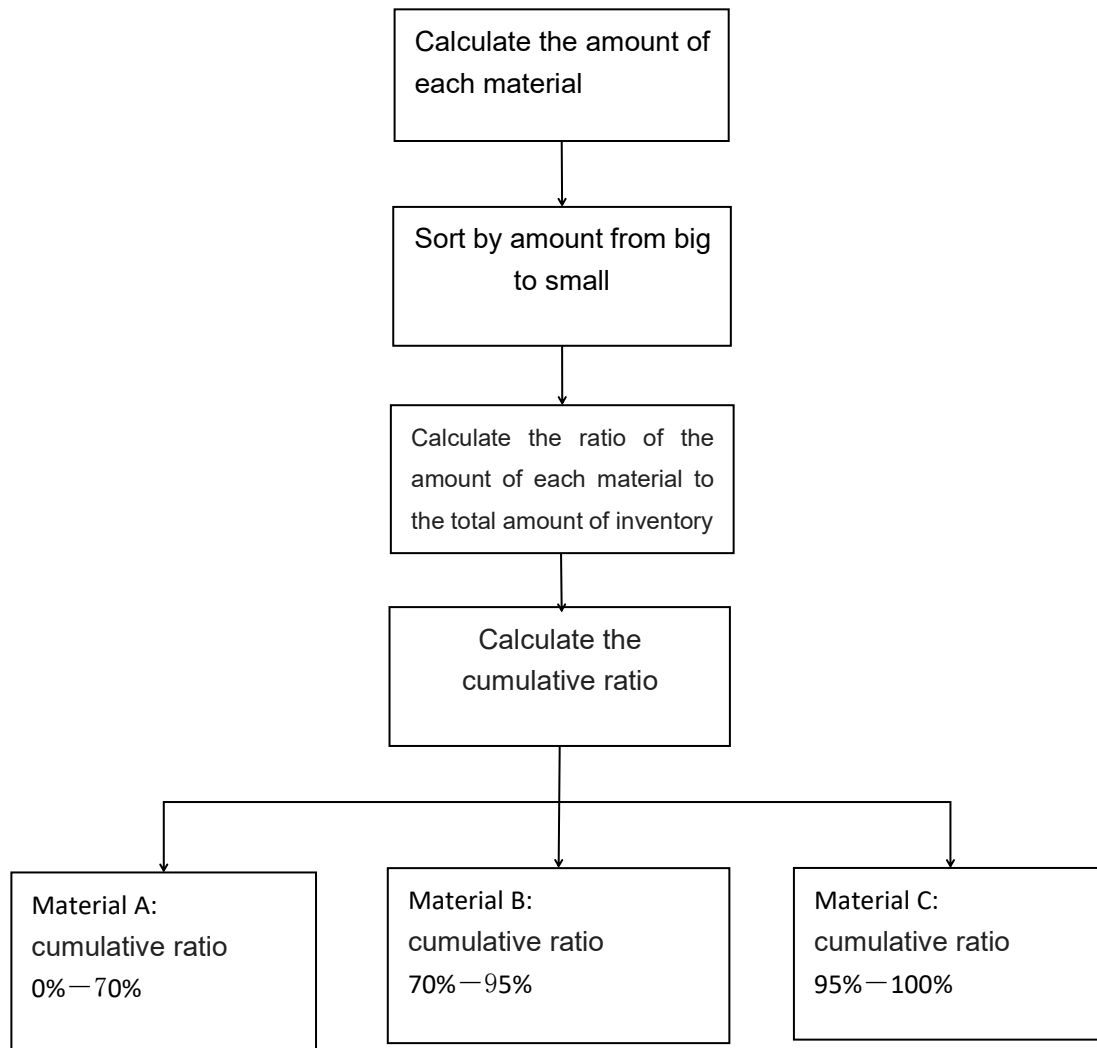 Calculate the amount of
each material
Sort by amount from big
to small
Calculate the ratio of the
amount of each material to
the total amount of inventory
Calculate the
cumulative ratio
Material A:
cumulative ratio
0%—70%
Material B:
cumulative ratio
70%—95%
Material C:
cumulative ratio
95%—100%